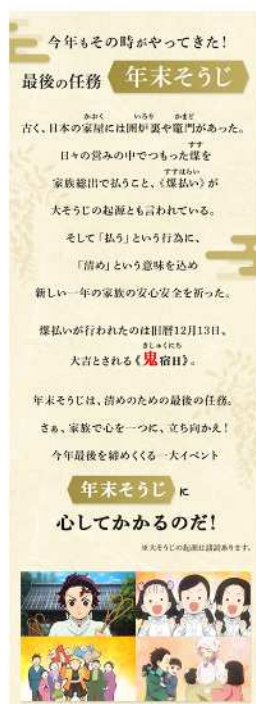 今年もその時がやってきた！
最後の任務 年末そうじ
古く、日本の家屋には囲炉裏や竈門があった。
日々の営みの中でつもった煤を
家族総出で払うこと、《煤払い》が
大そうじの起源とも言われている。
そして「払う」という行為に、
「清め」という意味を込め
新しい一年の家族の安心安全を祈った。
煤払いが行われたのは旧暦12月13日、
大吉とされる《鬼宿日》。
年末そうじは、清めのための最後の任務。
さぁ、家族で心を一つに、立ち向かえ！
今年最後を締めくくる一大イベント
年末そうじ に
心してかかるのだ！
※大そうじの起源は諸説あります。